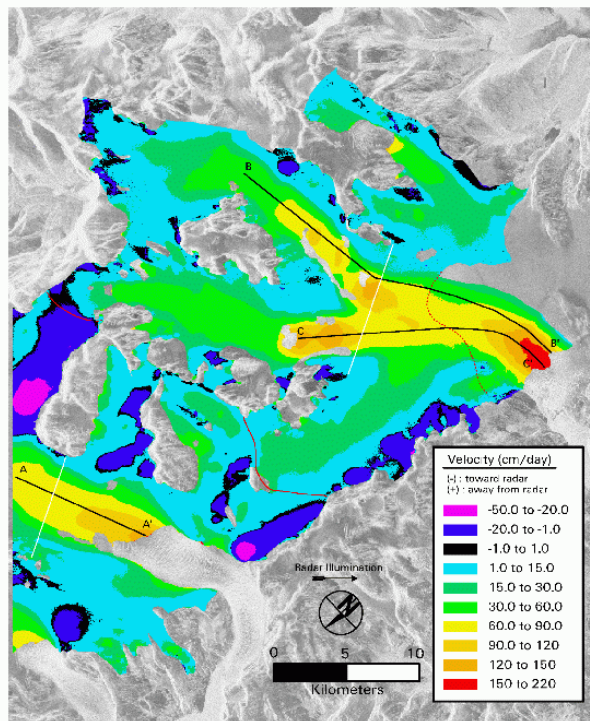 B
C
B'
C'
A
A'
Velocity (cm/day)
(-) : toward radar
(+) : away from radar
-50.0 to -20.0
-20.0 to -1.0
-1.0 to 1.0
1.0 to 15.0
15.0 to 30.0
30.0 to 60.0
60.0 to 90.0
90.0 to 120
120 to 150
150 to 220
Radar Illumination
N
0 5 10
Kilometers